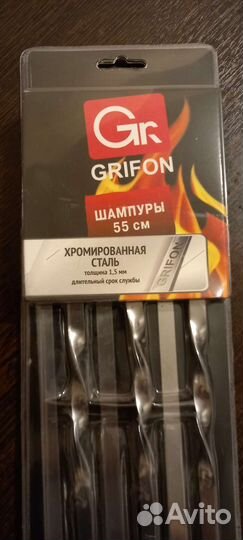 Gr
GRIFON
ШАМПУРЫ
55 см
ХРОМИРОВАННАЯ
СТАЛЬ
толщина 1,5 мм
длительный срок службы
GRIFON
Avito